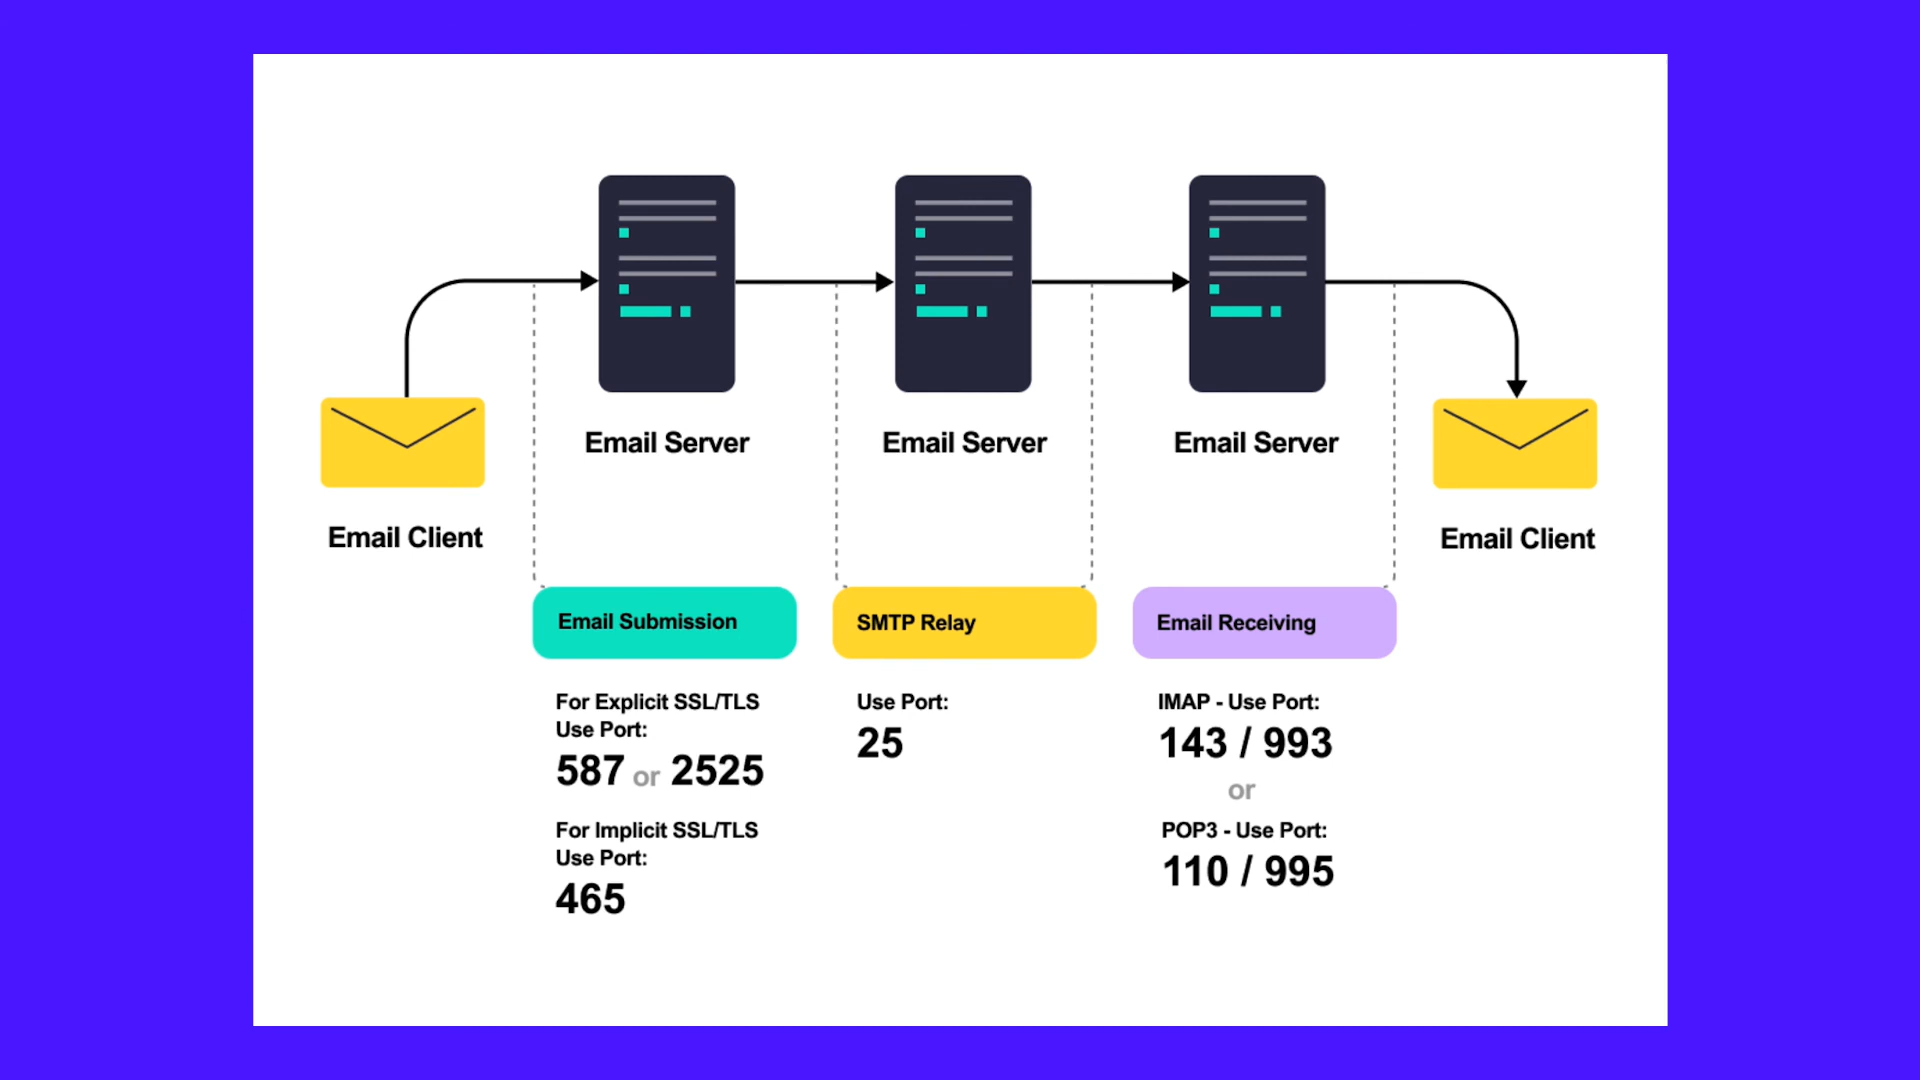 Email Server
Email Server
Email Server
Email Client
Email Client
Email Submission
For Explicit SSL/TLS
Use Port:
587 or 2525
For Implicit SSL/TLS
Use Port:
465
SMTP Relay
Use Port:
25
Email Receiving
IMAP - Use Port:
143 / 993
or
POP3 - Use Port:
110 / 995